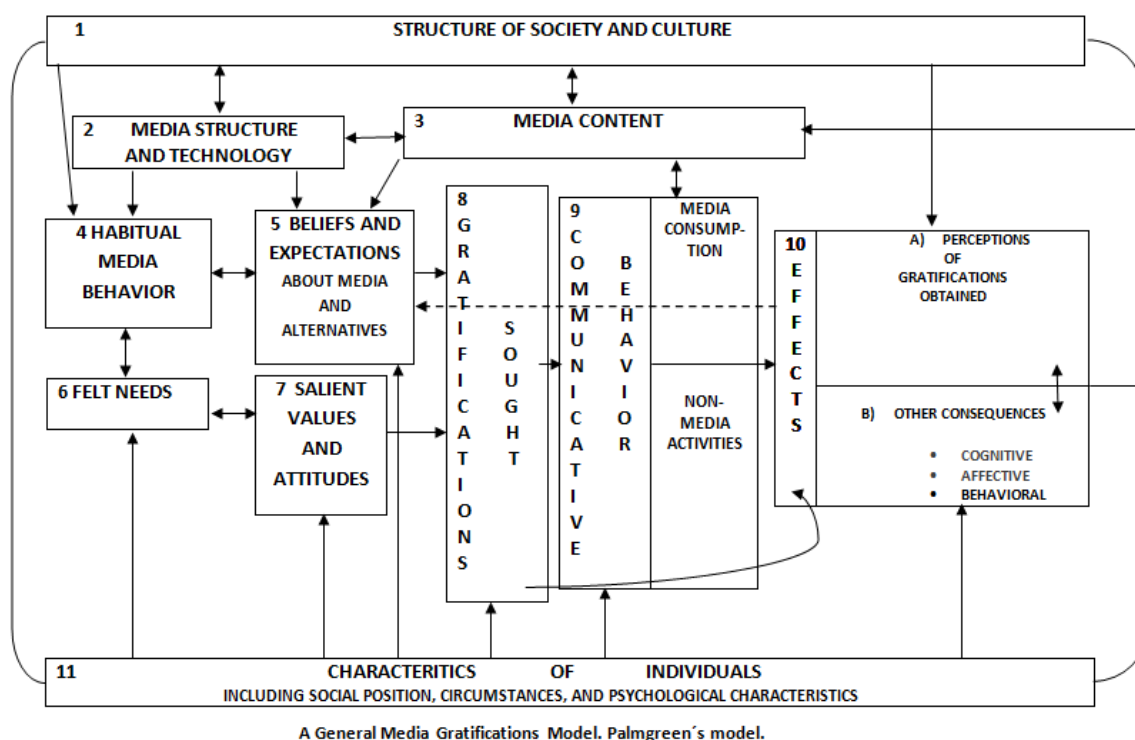 1 STRUCTURE OF SOCIETY AND CULTURE
2 MEDIA STRUCTURE
AND TECHNOLOGY
3 MEDIA CONTENT
4 HABITUAL
MEDIA
BEHAVIOR
5 BELIEFS AND
EXPECTATIONS
ABOUT MEDIA
AND
ALTERNATIVES
6 FELT NEEDS
7 SALIENT
VALUES
AND
ATTITUDES
8
G
R
A
T
I
F
I
C
A
T
I
O
N
S
S
O
U
G
H
T
9
C
O
M
M
U
N
I
C
A
T
I
V
E
B
E
H
A
V
I
O
R
MEDIA
CONSUMP-
TION
NON-
MEDIA
ACTIVITIES
10
E
F
F
E
C
T
S
A) PERCEPTIONS
OF
GRATIFICATIONS
OBTAINED
B) OTHER CONSEQUENCES
• COGNITIVE
• AFFECTIVE
• BEHAVIORAL
11 CHARACTERITICS OF INDIVIDUALS
INCLUDING SOCIAL POSITION, CIRCUMSTANCES, AND PSYCHOLOGICAL CHARACTERISTICS
A General Media Gratifications Model. Palmgreen´s model.